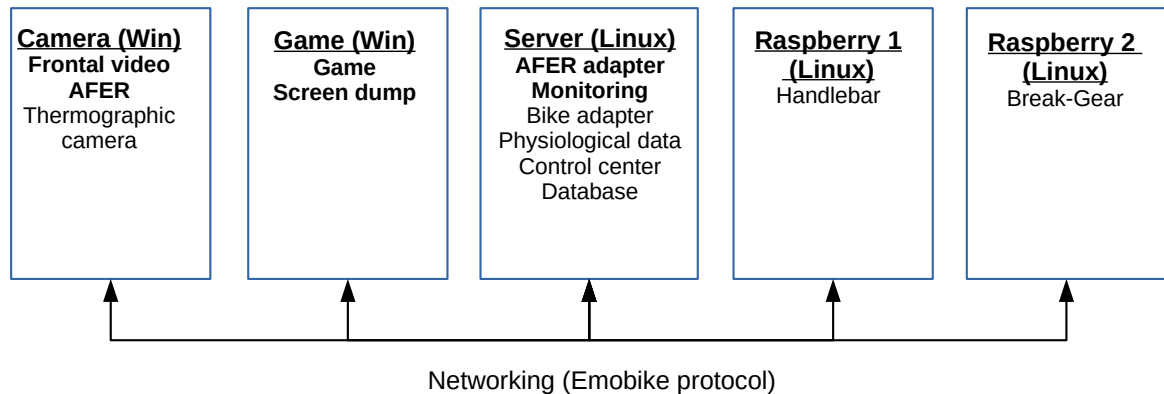 Camera (Win)
Frontal video
AFER
Thermographic
camera
Game (Win)
Game
Screen dump
Server (Linux)
AFER adapter
Monitoring
Bike adapter
Physiological data
Control center
Database
Raspberry 1
(Linux)
Handlebar
Raspberry 2
(Linux)
Break-Gear
Networking (Emobike protocol)